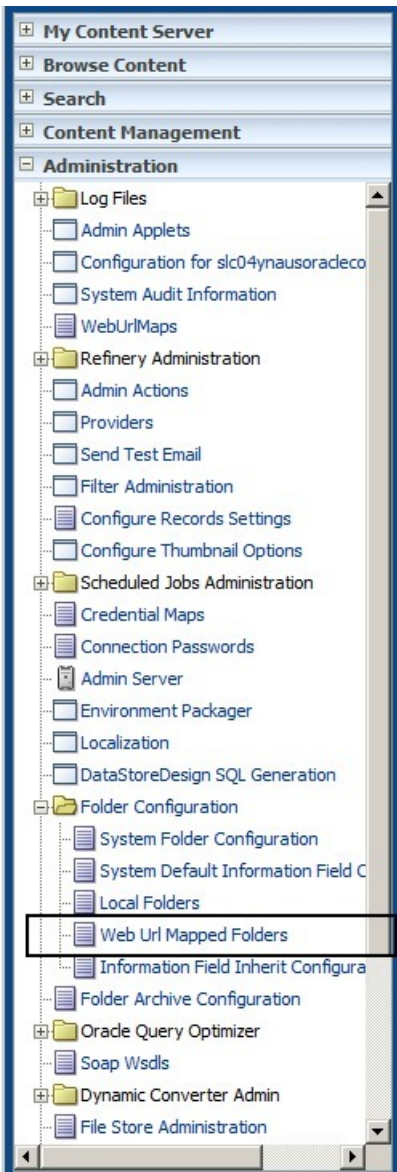 My Content Server
Browse Content
Search
Content Management
Administration
Log Files
Admin Applets
Configuration for slc04ynausoracleco
System Audit Information
WebUrlMaps
Refinery Administration
Admin Actions
Providers
Send Test Email
Filter Administration
Configure Records Settings
Configure Thumbnail Options
Scheduled Jobs Administration
Credential Maps
Connection Passwords
Admin Server
Environment Packager
Localization
DataStoreDesign SQL Generation
Folder Configuration
System Folder Configuration
System Default Information Field C
Local Folders
Web Url Mapped Folders
Information Field Inherit Configura
Folder Archive Configuration
Oracle Query Optimizer
Soap Wsdls
Dynamic Converter Admin
File Store Administration